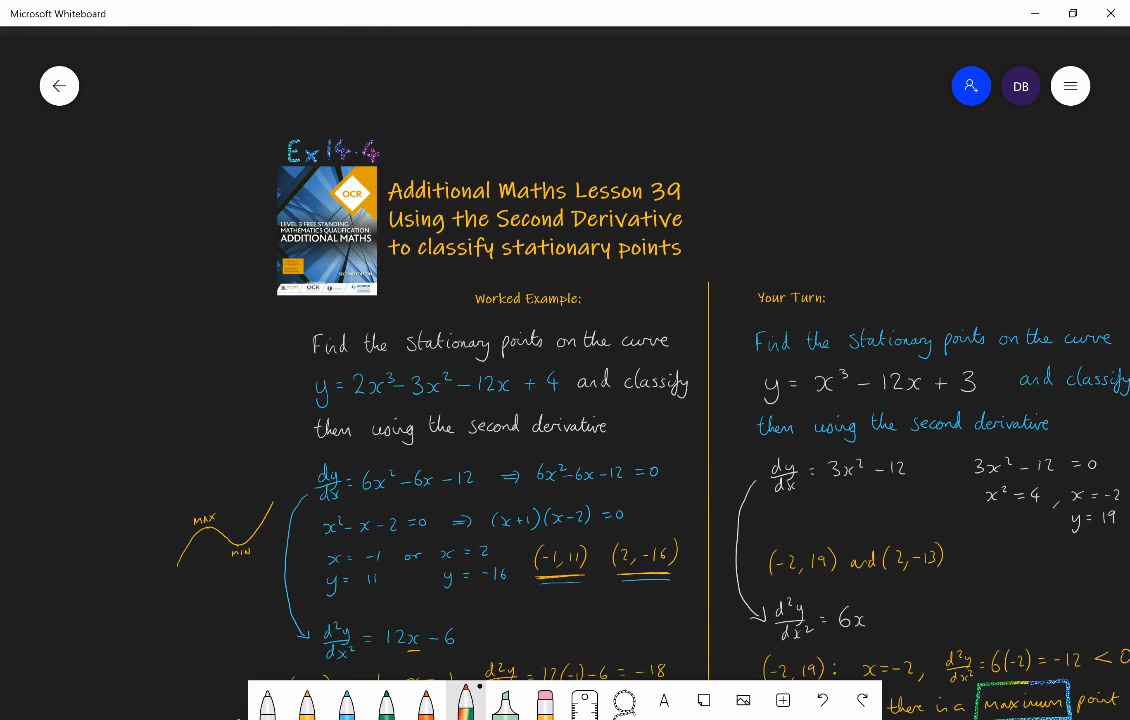 Microsoft Whiteboard
DB
Ex 14.4
OCR
LEVEL 3 FREE STANDING
MATHEMATICS QUALIFICATION
ADDITIONAL MATHS
SECOND EDITION
OCR
Additional Maths Lesson 39
Using the Second Derivative
to classify stationary points
Worked Example:
Find the stationary points on the curve
y = 2x³ - 3x² - 12x + 4 and classify
then using the second derivative
dy/dx = 6x² - 6x - 12 ⇒ 6x² - 6x - 12 = 0
x² - x - 2 = 0 ⇒ (x+1)(x-2) = 0
x = -1 or x = 2
y = 11 y = -16
(-1, 11) (2, -16)
MAX
MIN
d²y/dx² = 12x - 6
d²y = 12(-1) - 6 = -18
Your Turn:
Find the stationary points on the curve
y = x³ - 12x + 3 and classify
then using the second derivative
dy/dx = 3x² - 12 3x² - 12 = 0
x² = 4, x = -2
y = 19
(-2, 19) and (2, -13)
d²y/dx² = 6x
(-2, 19): x = -2, d²y/dx² = 6(-2) = -12 < 0
here is a maximum point
A